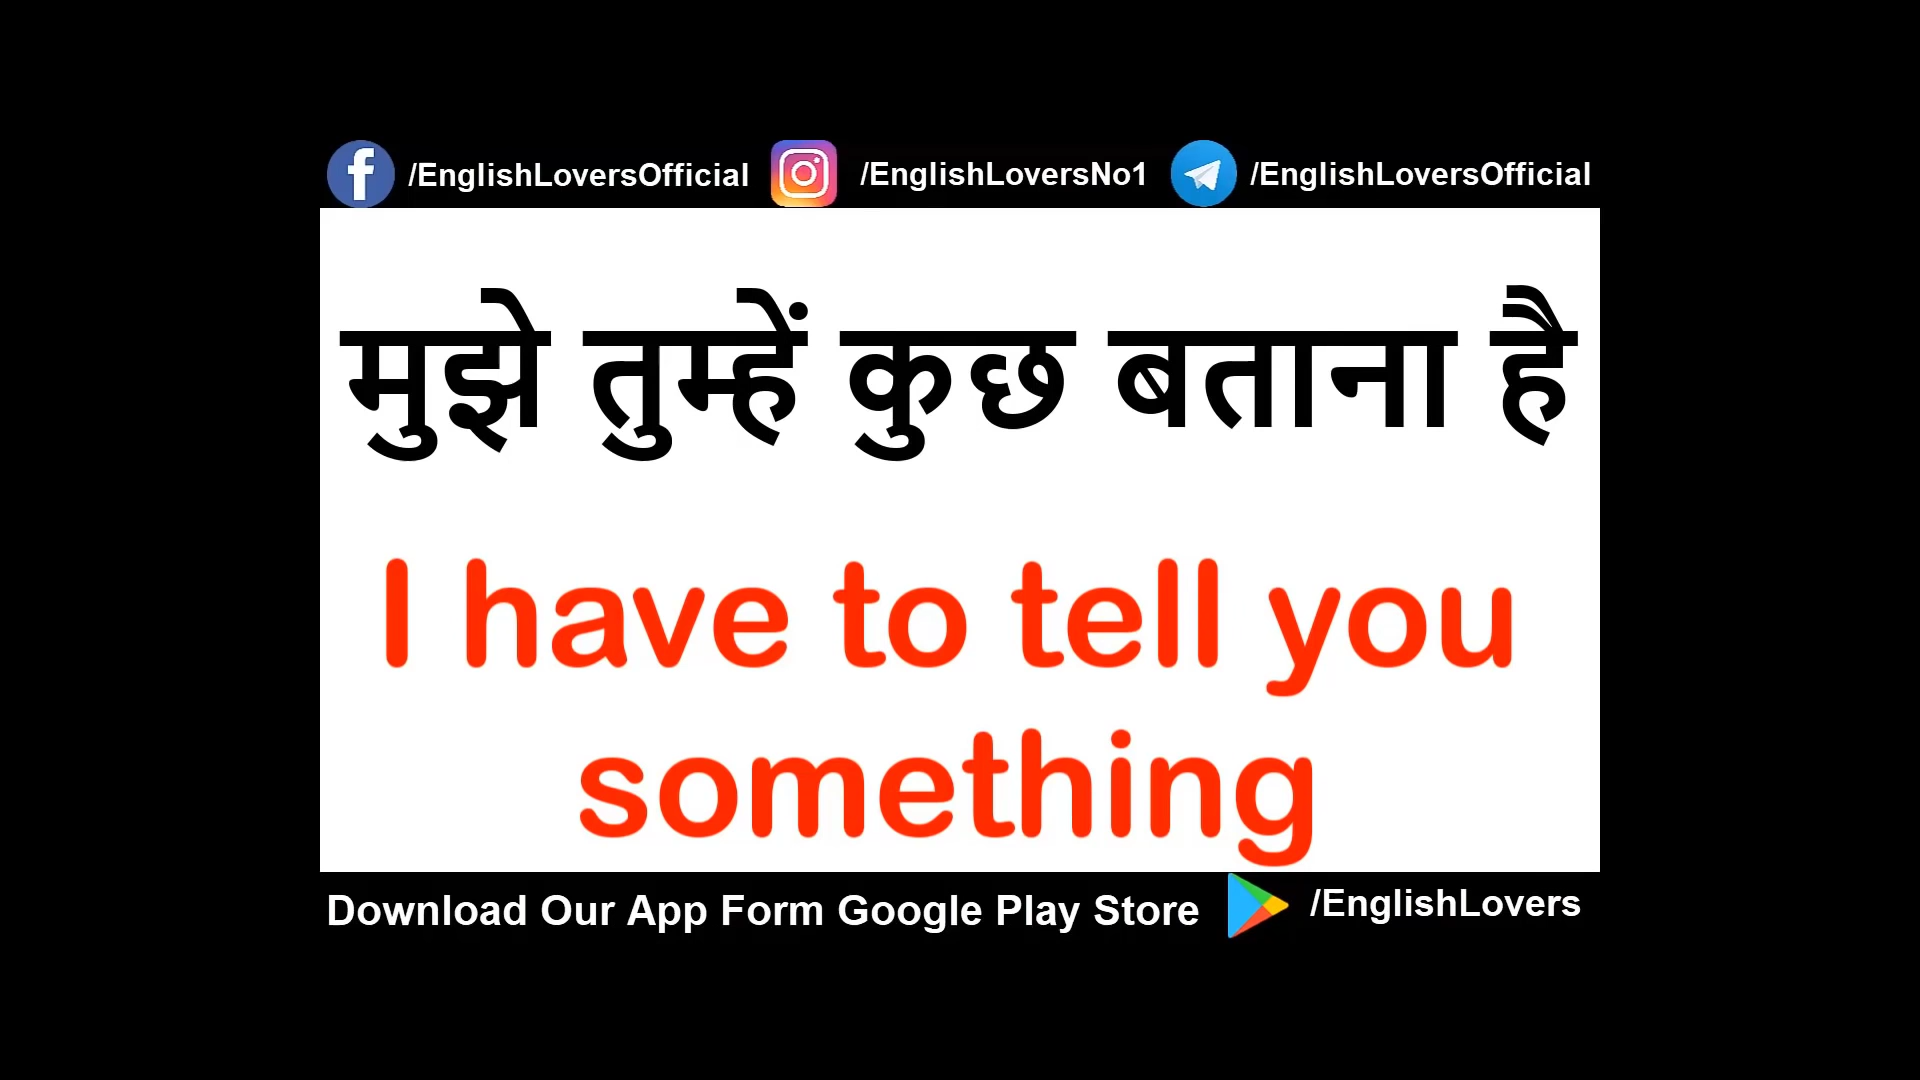 /EnglishLoversOfficial /EnglishLoversNo1 /EnglishLoversOfficial
मुझे तुम्हें कुछ बताना है
I have to tell you
something
Download Our App Form Google Play Store /EnglishLovers